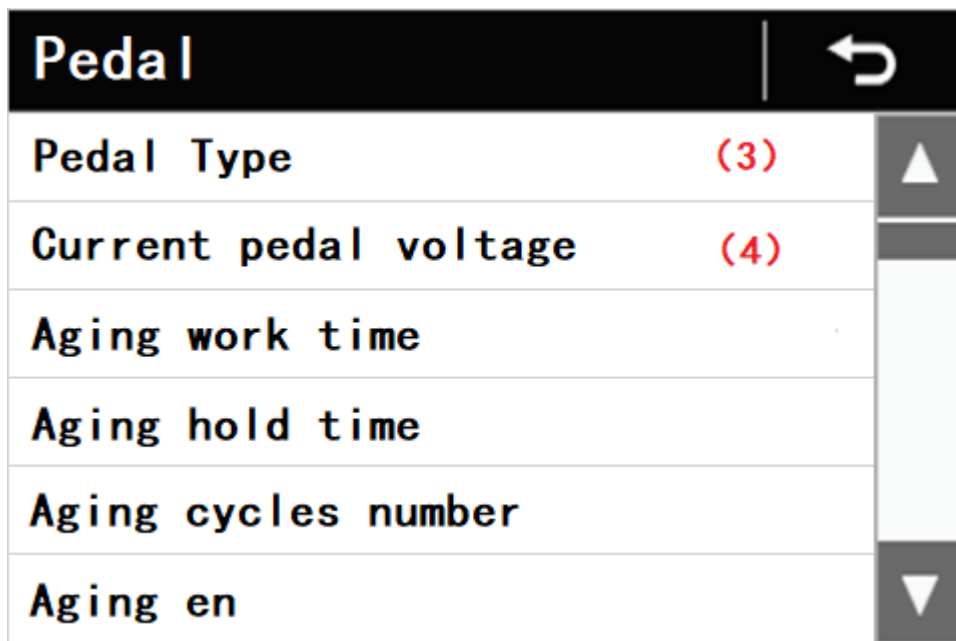 Pedal
Pedal Type (3)
Current pedal voltage (4)
Aging work time
Aging hold time
Aging cycles number
Aging en